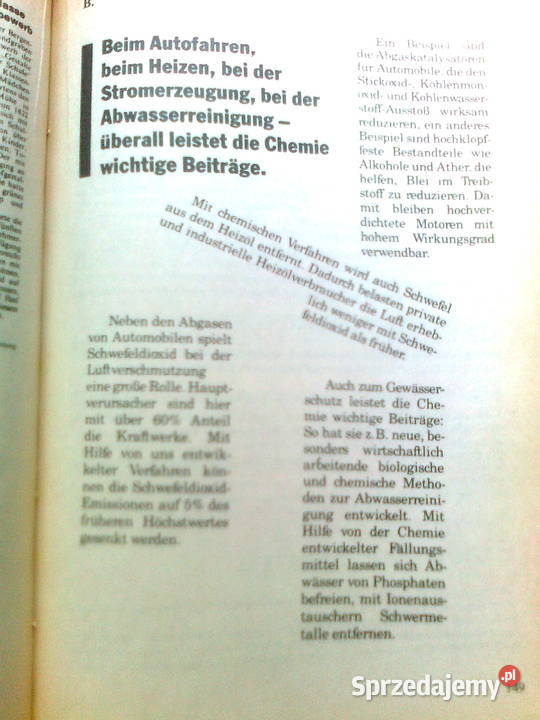 B.
Beim Autofahren,
beim Heizen, bei der
Stromerzeugung, bei der
Abwasserreinigung –
überall leistet die Chemie
wichtige Beiträge.
Ein Beispiel sind
die Abgaskatalysatoren
für Automobile, die den
Stickoxid-, Kohlenmon-
oxid- und Kohlenwasser-
stoff-Ausstoß wirksam
reduzieren, ein anderes
Beispiel sind hochklopf-
feste Bestandteile wie
Alkohole und Äther, die
helfen, Blei im Treib-
stoff zu reduzieren. Da-
mit bleiben hochver-
dichtete Motoren mit
hohem Wirkungsgrad
verwendbar.
Mit chemischen Verfahren wird auch Schwefel
aus dem Heizöl entfernt. Dadurch belasten private
und industrielle Heizölverbraucher die Luft erheb-
lich weniger mit Schwe-
feldioxid als früher.
Neben den Abgasen
von Automobilen spielt
Schwefeldioxid bei der
Luftverschmutzung
eine große Rolle. Haupt-
verursacher sind hier
mit über 60% Anteil
die Kraftwerke. Mit
Hilfe von uns entwik-
kelter Verfahren kön-
nen die Schwefeldioxid-
Emissionen auf 5% des
früheren Höchstwertes
gesenkt werden.
Auch zum Gewässer-
schutz leistet die Che-
mie wichtige Beiträge:
So hat sie z.B. neue, be-
sonders wirtschaftlich
arbeitende biologische
und chemische Metho-
den zur Abwasserreini-
gung entwickelt. Mit
Hilfe von der Chemie
entwickelter Fällungs-
mittel lassen sich Ab-
wässer von Phosphaten
befreien, mit Ionenaus-
tauschern Schwerme-
talle entfernen.
149
Sprzedajemy.pl